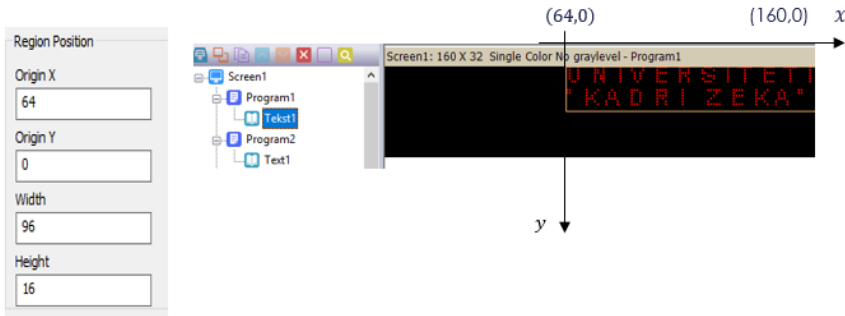 (64,0)
(160,0)
x
Region Position
Origin X
64
Origin Y
0
Width
96
Height
16
Screen1
Program1
Tekst1
Program2
Text1
Screen1: 160 X 32 Single Color No graylevel - Program1
UNIVERSITETI
"KADRI ZEKA"
y